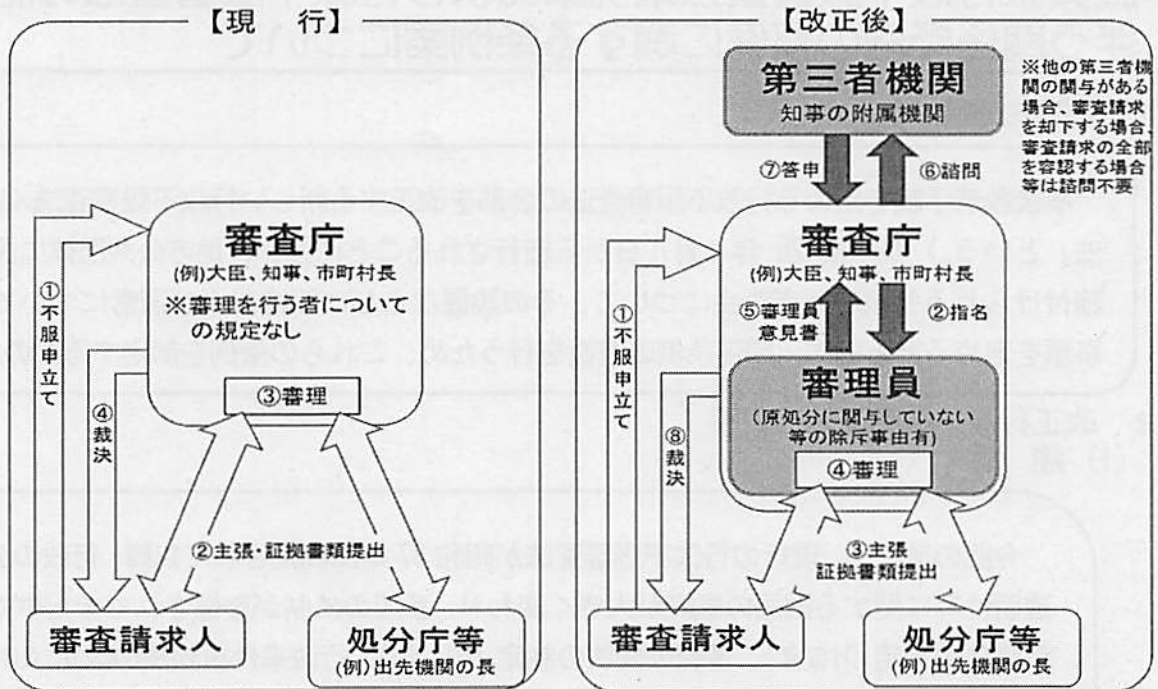 【現　行】
審査庁
(例)大臣、知事、市町村長
※審理を行う者について
の規定なし
③審理
①不服申立て
④裁決
②主張・証拠書類提出
審査請求人
処分庁等
(例)出先機関の長
【改正後】
第三者機関
知事の附属機関
※他の第三者機
関の関与がある
場合、審査請求
を却下する場合、
審査請求の全部
を容認する場合
等は諮問不要
⑦答申
⑥諮問
審査庁
(例)大臣、知事、市町村長
⑤審理員
意見書
②指名
審理員
(原処分に関与していない
等の除斥事由有)
④審理
①不服申立て
⑧裁決
③主張
証拠書類提出
審査請求人
処分庁等
(例)出先機関の長